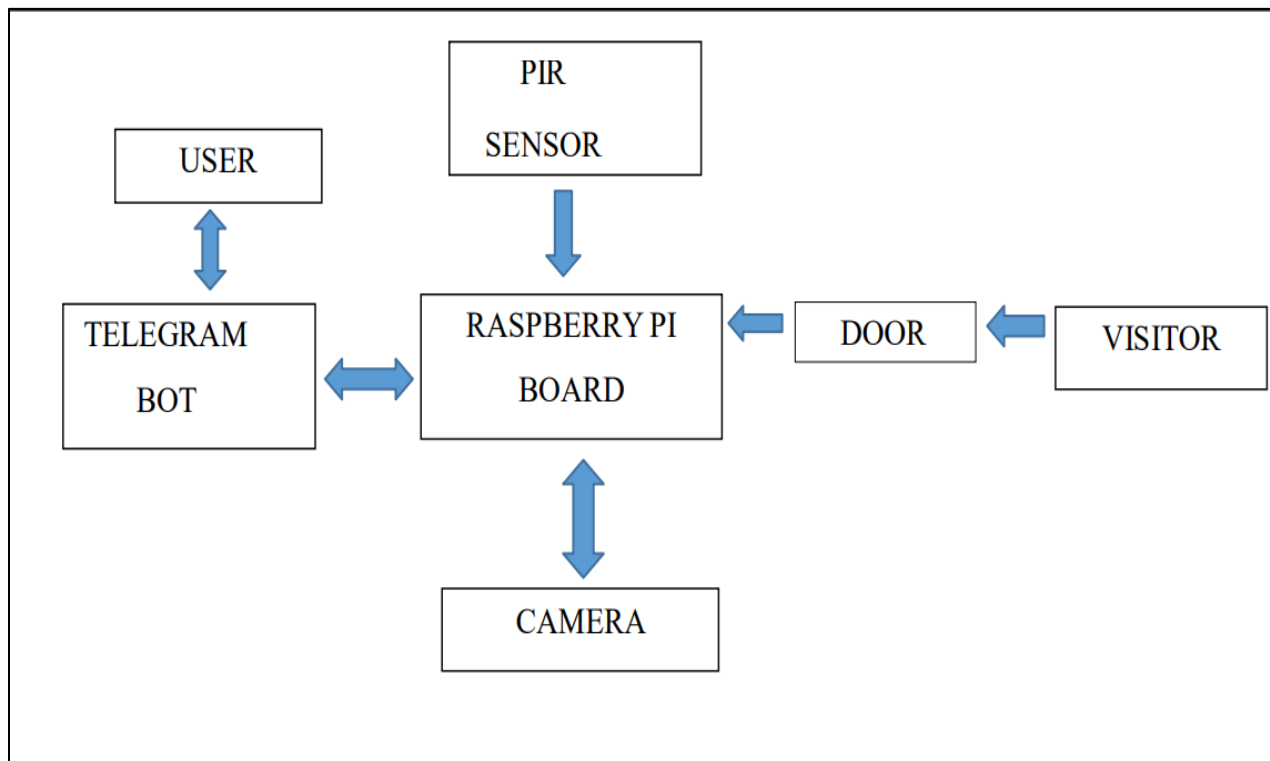 PIR
SENSOR
USER
TELEGRAM
BOT
RASPBERRY PI
BOARD
DOOR
VISITOR
CAMERA